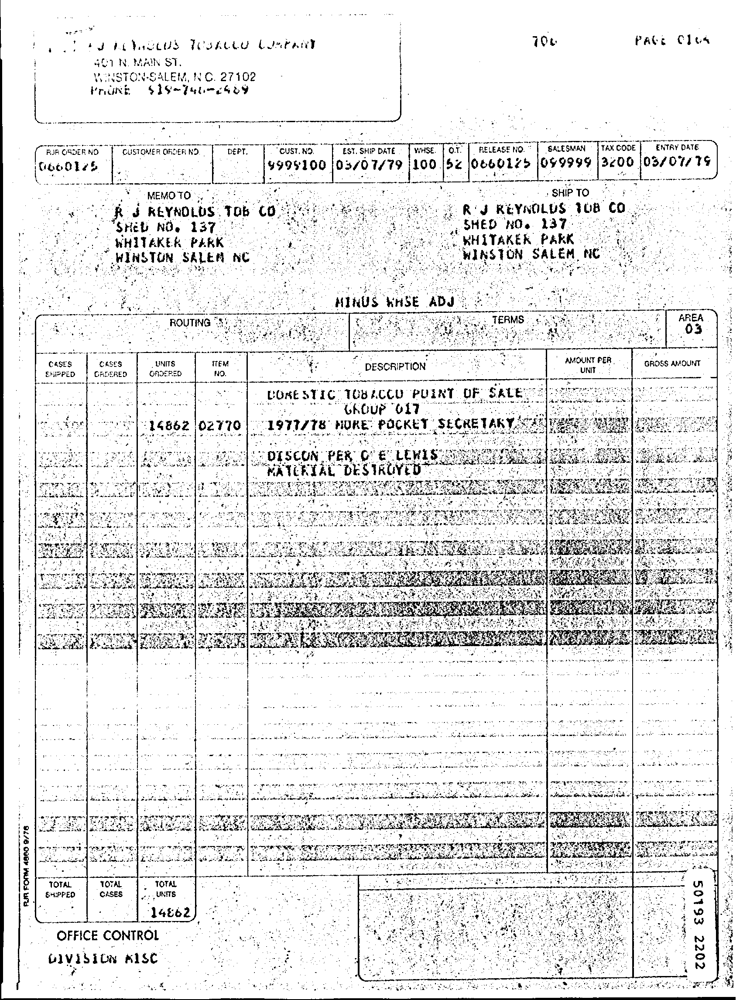 R J REYNOLDS TOBACCO COMPANY 706 PAGE 0164
401 N. MAIN ST.
WINSTON-SALEM, N.C. 27102
PHONE 919-748-2489
RJR ORDER NO. CUSTOMER ORDER NO. DEPT. CUST. NO. EST. SHIP DATE WHSE. O.T. RELEASE NO. SALESMAN TAX CODE ENTRY DATE
0660125 9999100 03/07/79 100 52 0660125 099999 3200 03/07/79
MEMO TO SHIP TO
R J REYNOLDS TOB CO R J REYNOLDS TOB CO
SHED NO. 137 SHED NO. 137
WHITAKER PARK WHITAKER PARK
WINSTON SALEM NC WINSTON SALEM NC
MINUS WHSE ADJ
ROUTING TERMS AREA
03
CASES SHIPPED CASES ORDERED UNITS ORDERED ITEM NO. DESCRIPTION AMOUNT PER UNIT GROSS AMOUNT
DOMESTIC TOBACCO POINT OF SALE
GROUP 017
14862 02770 1977/78 MORE POCKET SECRETARY
DISCON PER G E LEWIS
MATERIAL DESTROYED
RJR FORM 4860 9/78
TOTAL SHIPPED TOTAL CASES TOTAL UNITS
14862
OFFICE CONTROL
DIVISION MISC
50193 2202